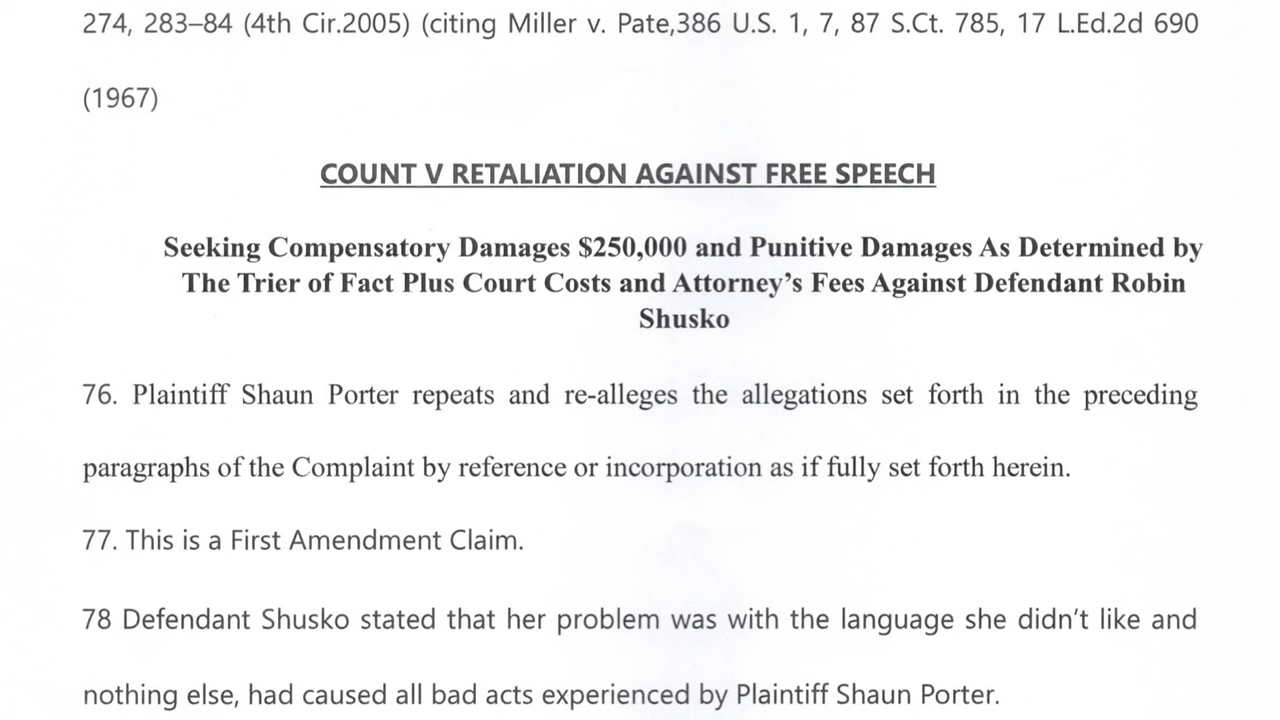 274, 283–84 (4th Cir.2005) (citing Miller v. Pate,386 U.S. 1, 7, 87 S.Ct. 785, 17 L.Ed.2d 690
(1967)
COUNT V RETALIATION AGAINST FREE SPEECH
Seeking Compensatory Damages $250,000 and Punitive Damages As Determined by
The Trier of Fact Plus Court Costs and Attorney’s Fees Against Defendant Robin
Shusko
76. Plaintiff Shaun Porter repeats and re-alleges the allegations set forth in the preceding
paragraphs of the Complaint by reference or incorporation as if fully set forth herein.
77. This is a First Amendment Claim.
78 Defendant Shusko stated that her problem was with the language she didn’t like and
nothing else, had caused all bad acts experienced by Plaintiff Shaun Porter.